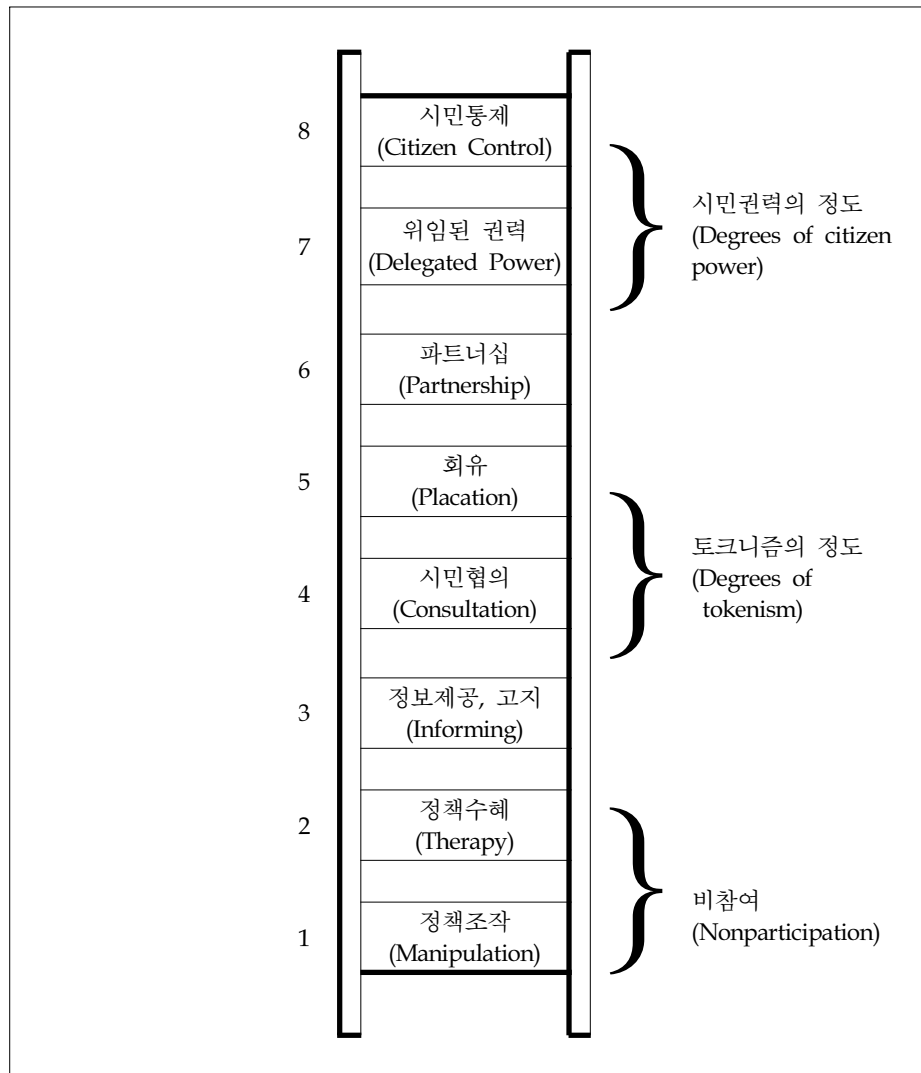 8
시민통제
(Citizen Control)
7
위임된 권력
(Delegated Power)
시민권력의 정도
(Degrees of citizen
power)
6
파트너십
(Partnership)
5
회유
(Placation)
4
시민협의
(Consultation)
토크니즘의 정도
(Degrees of
tokenism)
3
정보제공, 고지
(Informing)
2
정책수혜
(Therapy)
1
정책조작
(Manipulation)
비참여
(Nonparticipation)